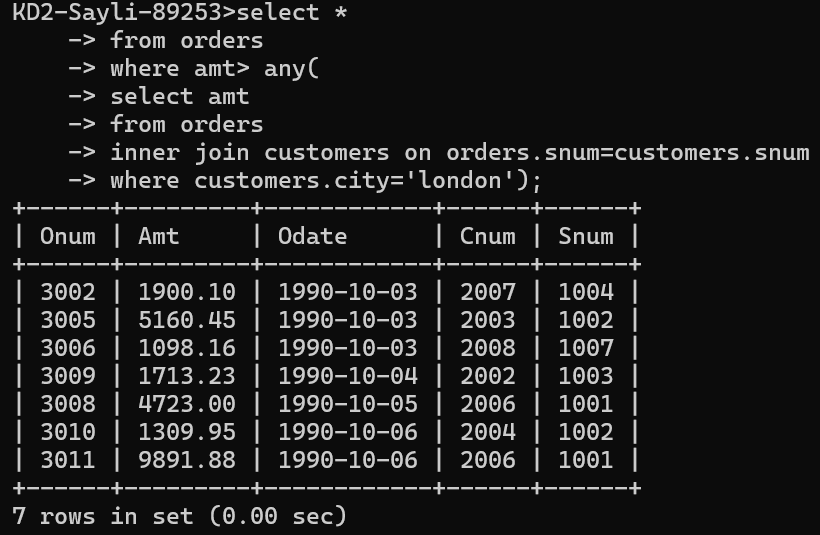 KD2-Sayli-89253>select *
    -> from orders
    -> where amt> any(
    -> select amt
    -> from orders
    -> inner join customers on orders.snum=customers.snum
    -> where customers.city='london');
+------+---------+------------+------+------+
| Onum | Amt     | Odate      | Cnum | Snum |
+------+---------+------------+------+------+
| 3002 | 1900.10 | 1990-10-03 | 2007 | 1004 |
| 3005 | 5160.45 | 1990-10-03 | 2003 | 1002 |
| 3006 | 1098.16 | 1990-10-03 | 2008 | 1007 |
| 3009 | 1713.23 | 1990-10-04 | 2002 | 1003 |
| 3008 | 4723.00 | 1990-10-05 | 2006 | 1001 |
| 3010 | 1309.95 | 1990-10-06 | 2004 | 1002 |
| 3011 | 9891.88 | 1990-10-06 | 2006 | 1001 |
+------+---------+------------+------+------+
7 rows in set (0.00 sec)